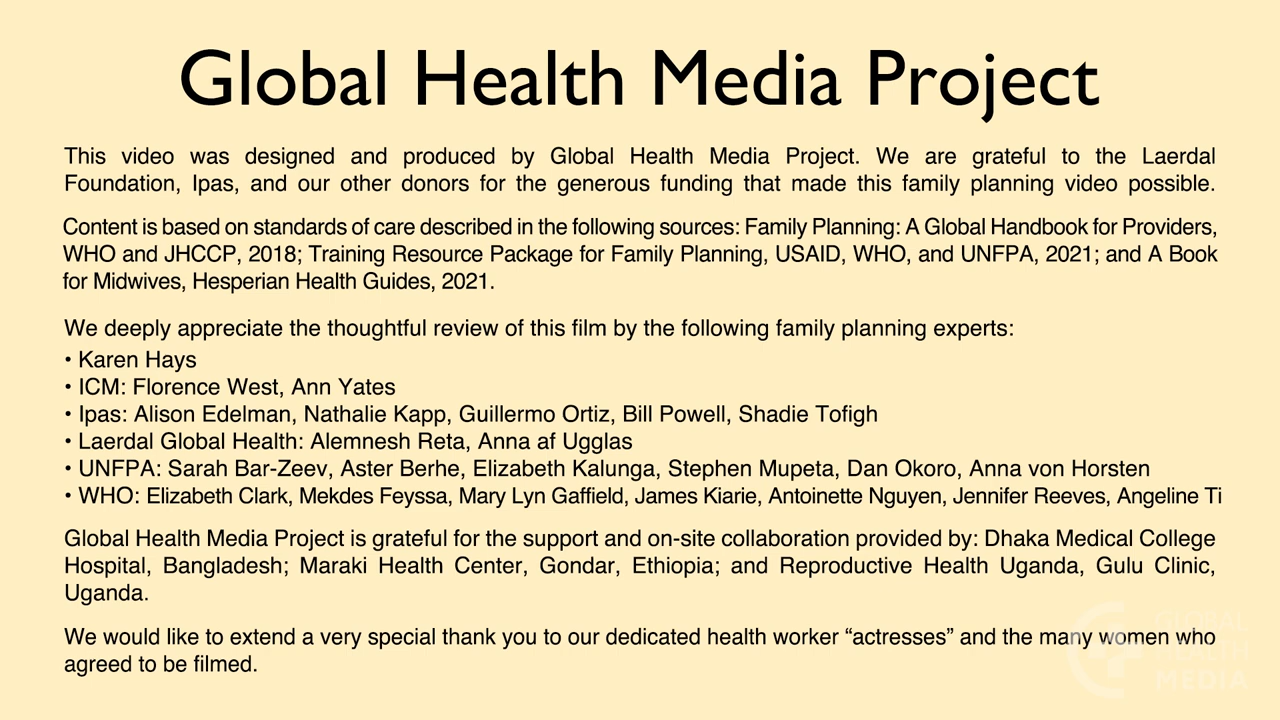 Global Health Media Project
This video was designed and produced by Global Health Media Project. We are grateful to the Laerdal
Foundation, Ipas, and our other donors for the generous funding that made this family planning video possible.
Content is based on standards of care described in the following sources: Family Planning: A Global Handbook for Providers,
WHO and JHCCP, 2018; Training Resource Package for Family Planning, USAID, WHO, and UNFPA, 2021; and A Book
for Midwives, Hesperian Health Guides, 2021.
We deeply appreciate the thoughtful review of this film by the following family planning experts:
• Karen Hays
• ICM: Florence West, Ann Yates
• Ipas: Alison Edelman, Nathalie Kapp, Guillermo Ortiz, Bill Powell, Shadie Tofigh
• Laerdal Global Health: Alemnesh Reta, Anna af Ugglas
• UNFPA: Sarah Bar-Zeev, Aster Berhe, Elizabeth Kalunga, Stephen Mupeta, Dan Okoro, Anna von Horsten
• WHO: Elizabeth Clark, Mekdes Feyssa, Mary Lyn Gaffield, James Kiarie, Antoinette Nguyen, Jennifer Reeves, Angeline Ti
Global Health Media Project is grateful for the support and on-site collaboration provided by: Dhaka Medical College
Hospital, Bangladesh; Maraki Health Center, Gondar, Ethiopia; and Reproductive Health Uganda, Gulu Clinic,
Uganda.
We would like to extend a very special thank you to our dedicated health worker “actresses” and the many women who
agreed to be filmed.
GLOBAL
HEALTH
MEDIA